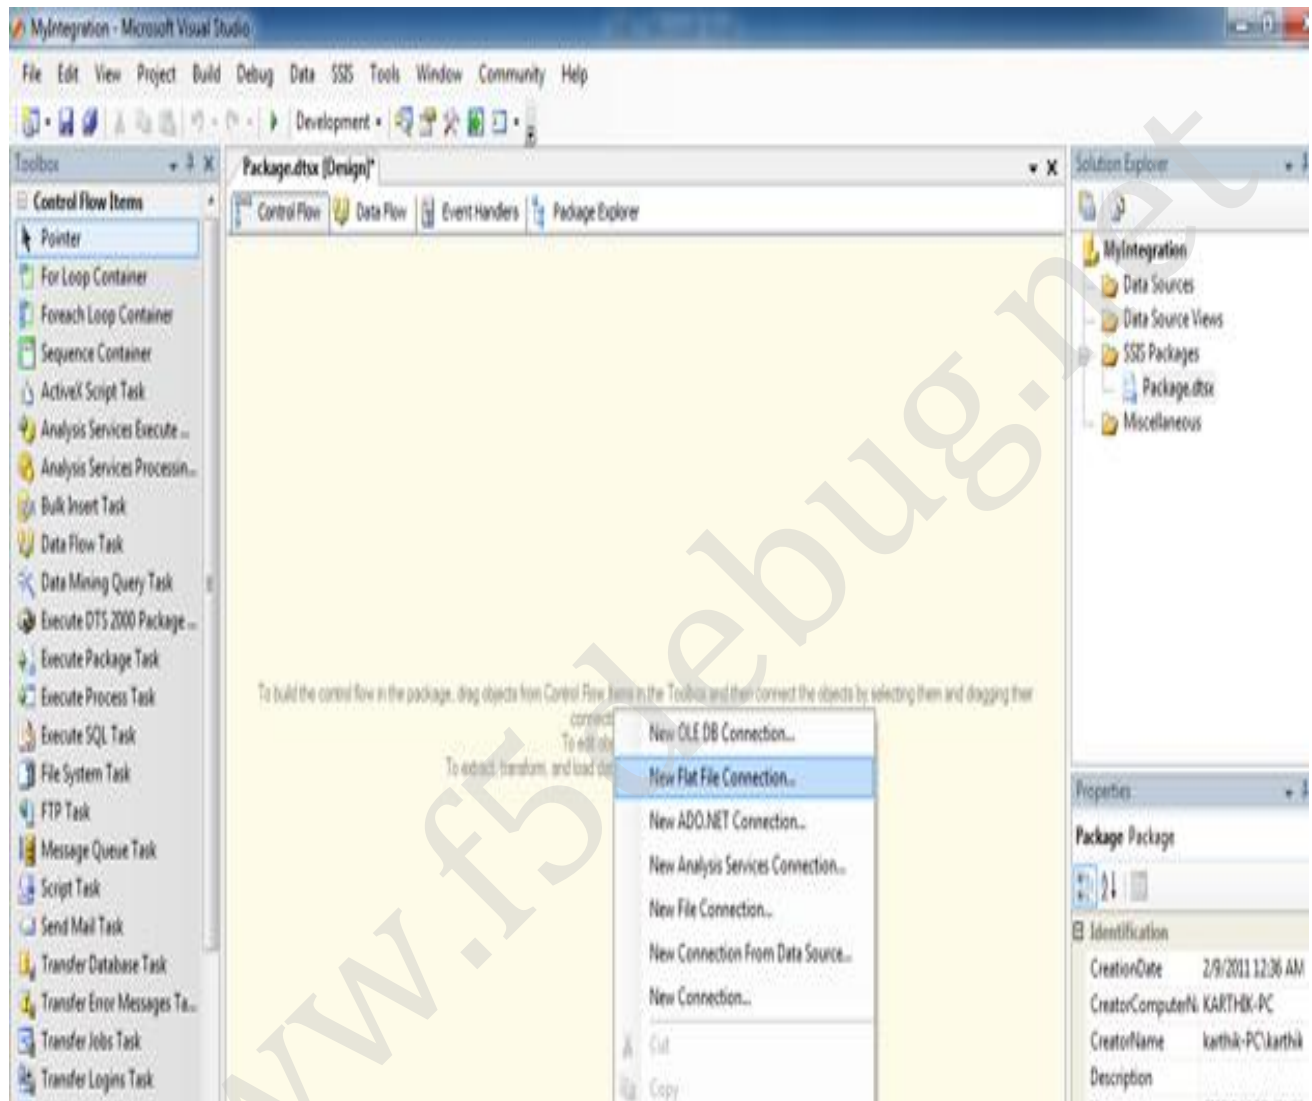 MyIntegration - Microsoft Visual Studio
File Edit View Project Build Debug Data SSIS Tools Window Community Help
Development
Toolbox
Control Flow Items
Pointer
For Loop Container
Foreach Loop Container
Sequence Container
ActiveX Script Task
Analysis Services Execute ...
Analysis Services Processin...
Bulk Insert Task
Data Flow Task
Data Mining Query Task
Execute DTS 2000 Package ...
Execute Package Task
Execute Process Task
Execute SQL Task
File System Task
FTP Task
Message Queue Task
Script Task
Send Mail Task
Transfer Database Task
Transfer Error Messages Ta...
Transfer Jobs Task
Transfer Logins Task
Package.dtsx [Design]*
Control Flow Data Flow Event Handlers Package Explorer
To build the control flow in the package, drag objects from Control Flow Items in the Toolbox and then connect the objects by selecting them and dragging their
connect
To edit
To extract, transform, and load
New OLE DB Connection...
New Flat File Connection...
New ADO.NET Connection...
New Analysis Services Connection...
New File Connection...
New Connection From Data Source...
New Connection...
Cut
Copy
Solution Explorer
MyIntegration
Data Sources
Data Source Views
SSIS Packages
Package.dtsx
Miscellaneous
Properties
Package Package
Identification
CreationDate 2/9/2011 12:36 AM
CreatorComputerN KARTHIK-PC
CreatorName karthik-PC\karthik
Description
w.f5debug.net